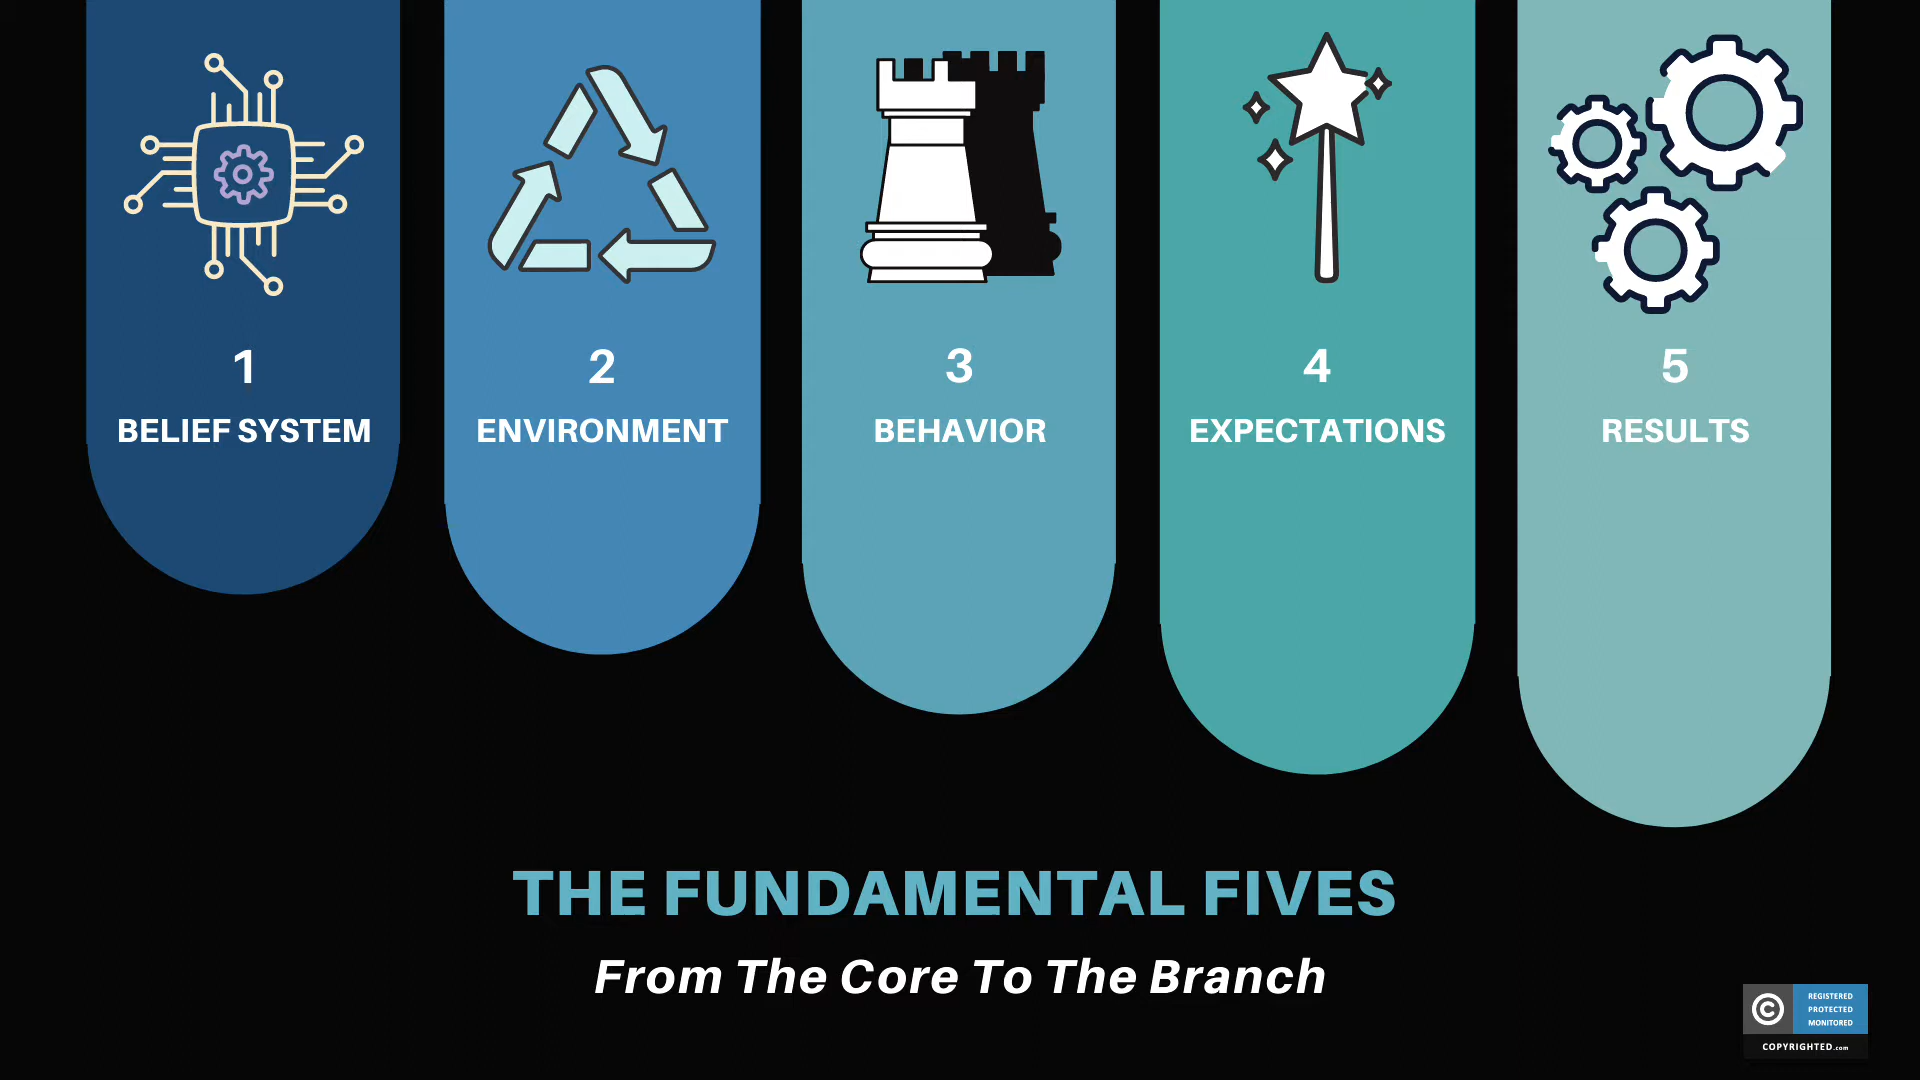 1
BELIEF SYSTEM
2
ENVIRONMENT
3
BEHAVIOR
4
EXPECTATIONS
5
RESULTS
THE FUNDAMENTAL FIVES
From The Core To The Branch
©
REGISTERED
PROTECTED
MONITORED
COPYRIGHTED.com